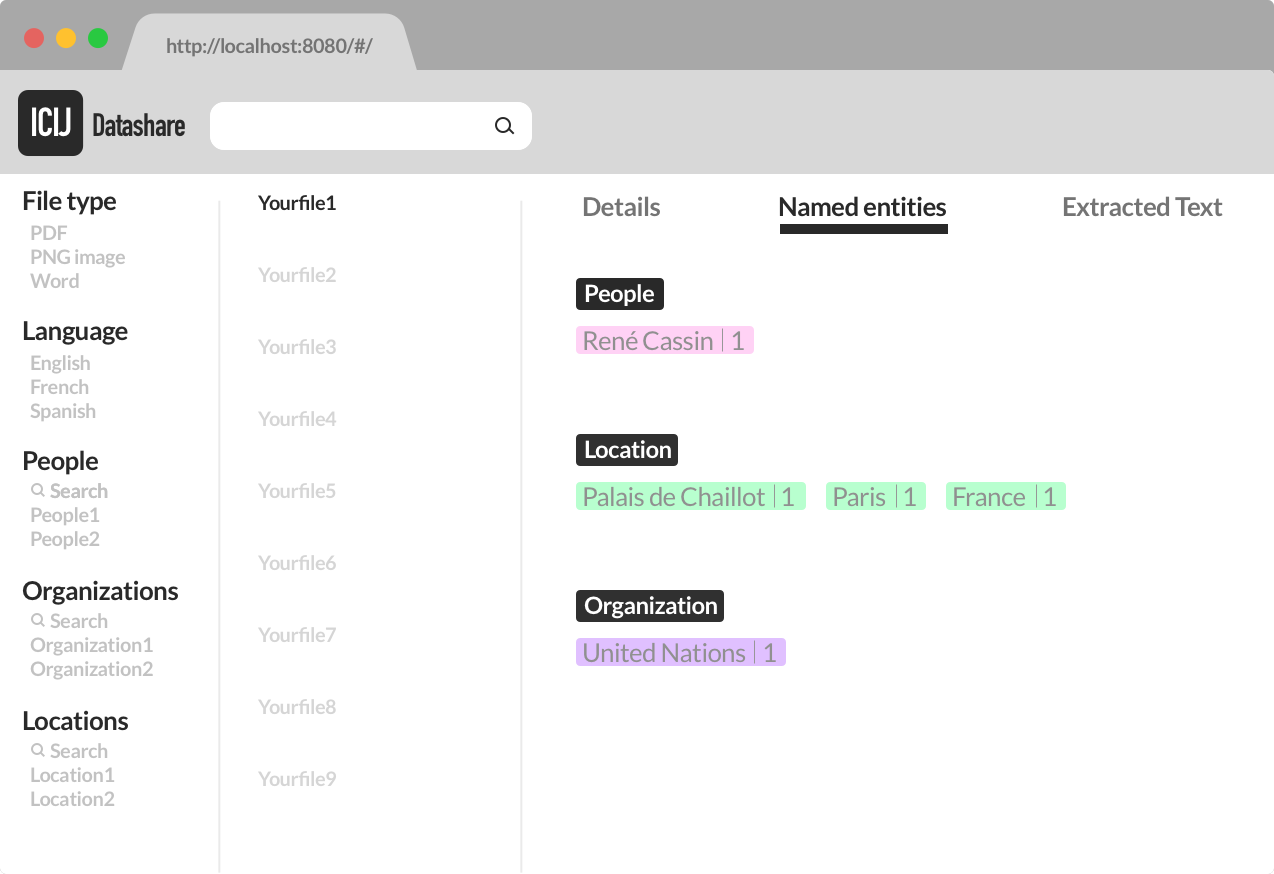 http://localhost:8080/#/
ICIJ Datashare
File type
PDF
PNG image
Word
Language
English
French
Spanish
People
Search
People1
People2
Organizations
Search
Organization1
Organization2
Locations
Search
Location1
Location2
Yourfile1
Yourfile2
Yourfile3
Yourfile4
Yourfile5
Yourfile6
Yourfile7
Yourfile8
Yourfile9
Details Named entities Extracted Text
People
René Cassin | 1
Location
Palais de Chaillot | 1 Paris | 1 France | 1
Organization
United Nations | 1